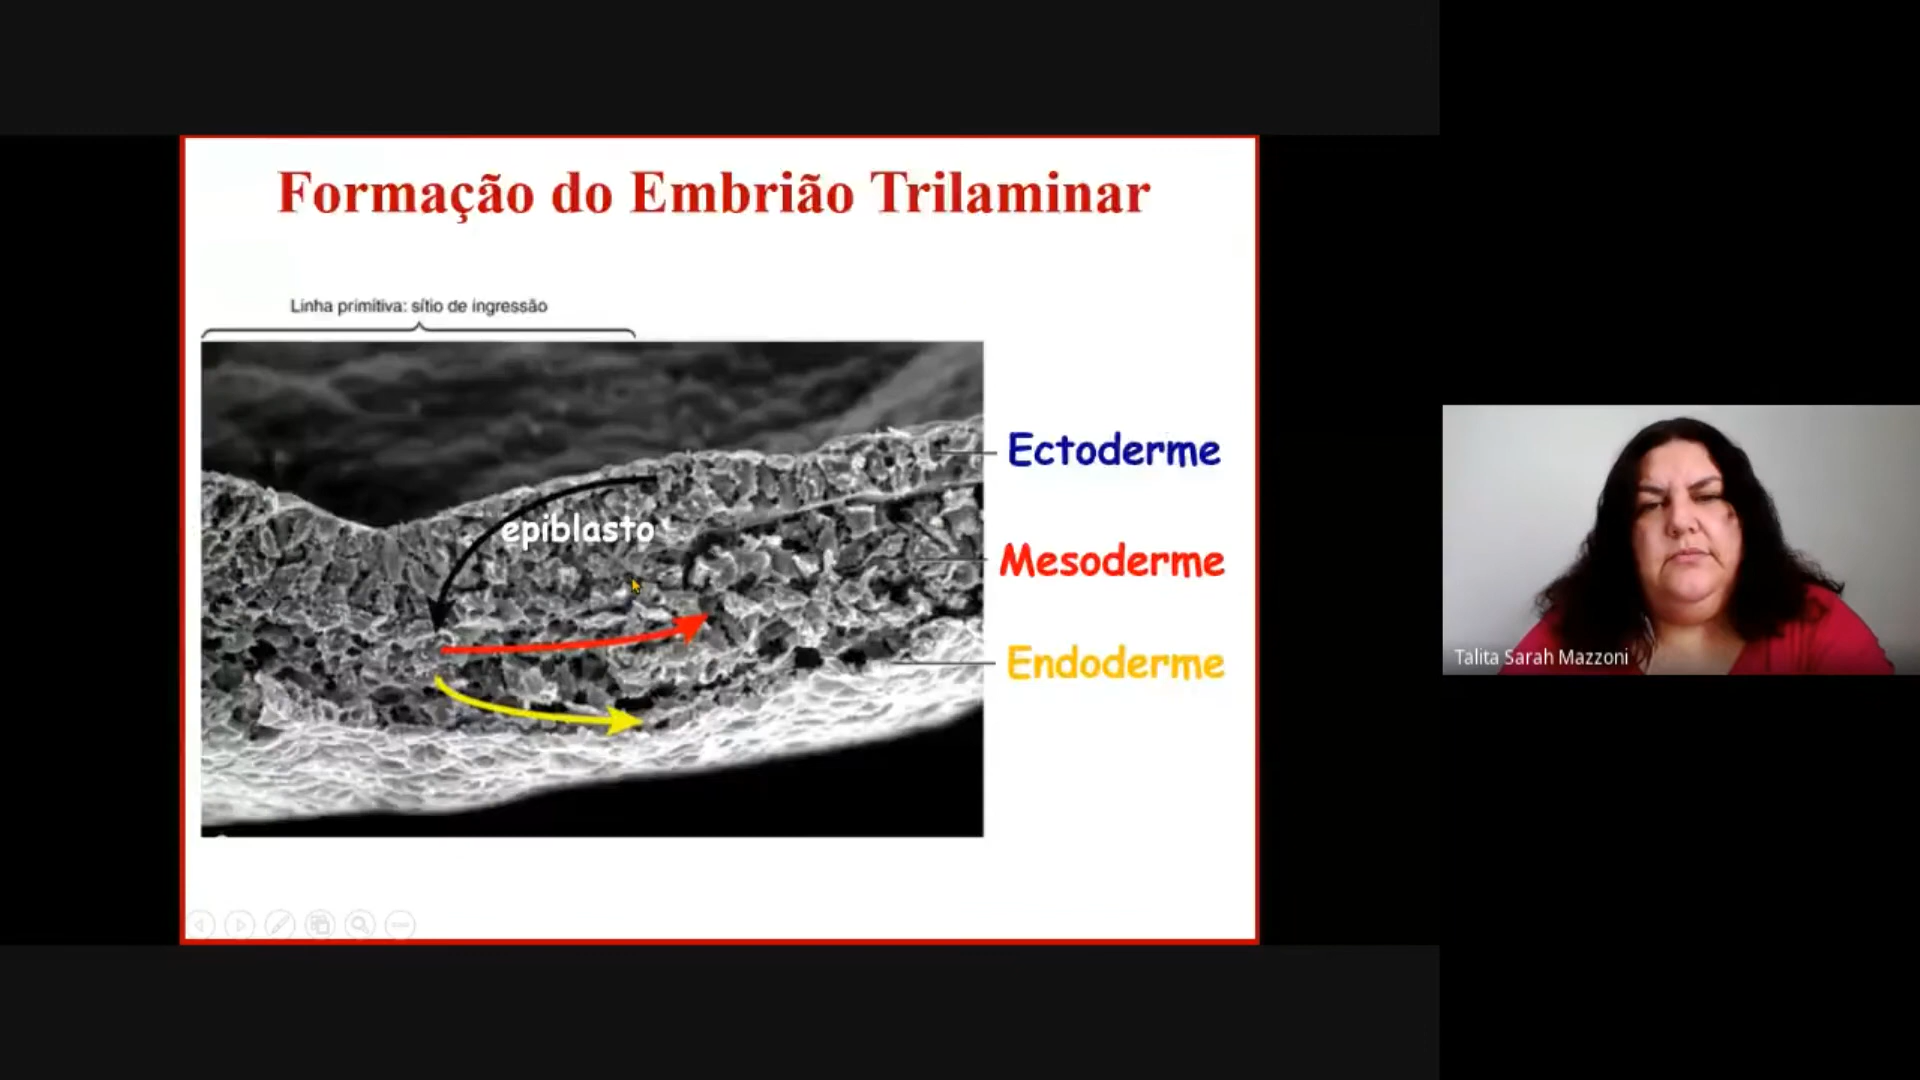 Formação do Embrião Trilaminar
Linha primitiva: sítio de ingressão
epiblasto
Ectoderme
Mesoderme
Endoderme
Talita Sarah Mazzoni